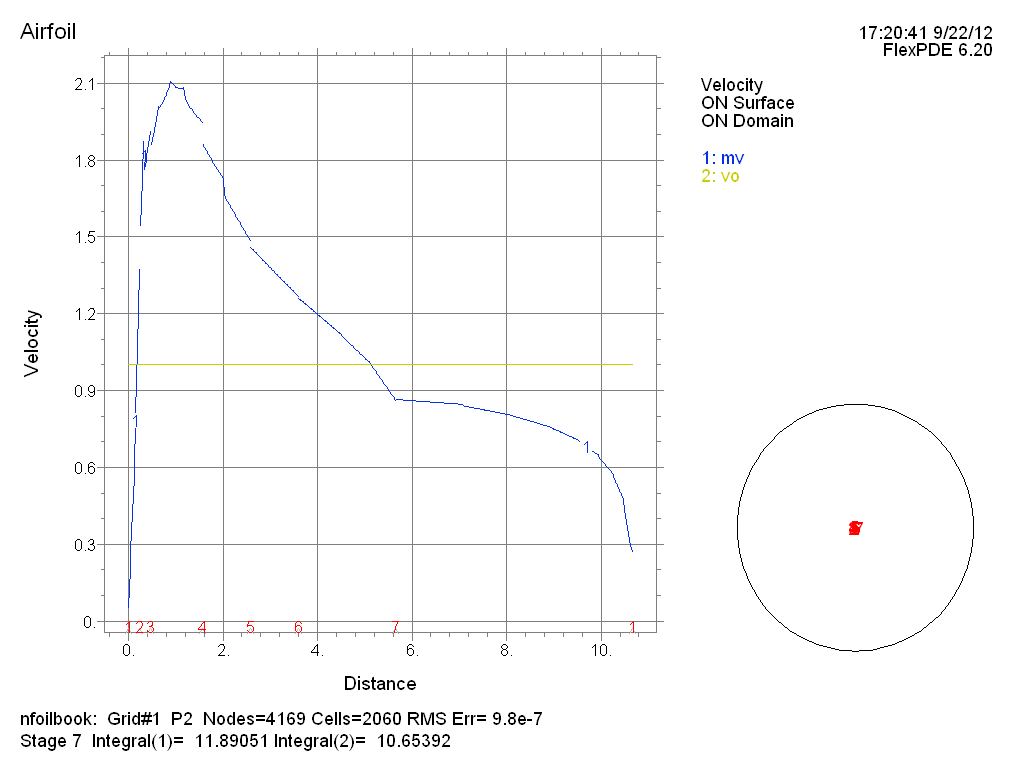 Airfoil
17:20:41 9/22/12
FlexPDE 6.20
Velocity
ON Surface
ON Domain
1: mv
2: vo
2.1
1.8
1.5
1.2
0.9
0.6
0.3
0.
Velocity
1
1
1 2 3 4 5 6 7 1
0. 2. 4. 6. 8. 10.
Distance
nfoilbook: Grid#1 P2 Nodes=4169 Cells=2060 RMS Err= 9.8e-7
Stage 7 Integral(1)= 11.89051 Integral(2)= 10.65392